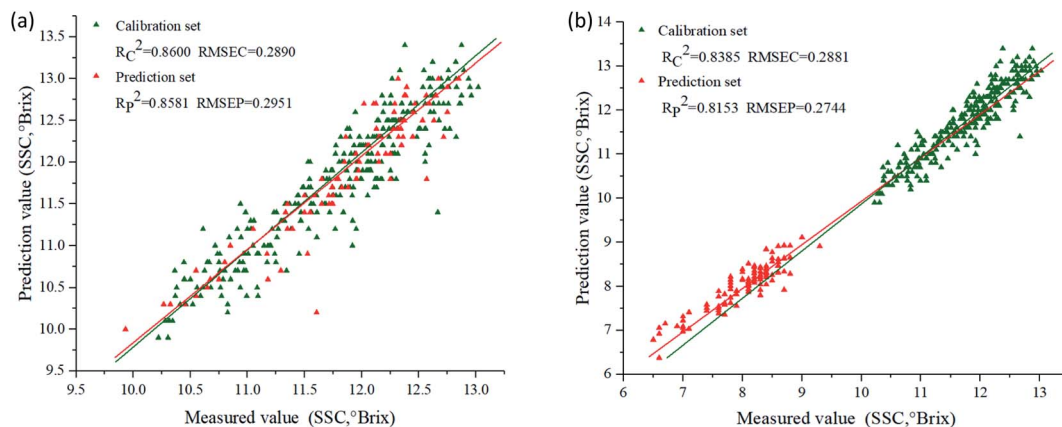 (a)
Calibration set
RC²=0.8600 RMSEC=0.2890
Prediction set
RP²=0.8581 RMSEP=0.2951
13.5
13.0
12.5
12.0
11.5
11.0
10.5
10.0
9.5
Prediction value (SSC,°Brix)
9.5 10.0 10.5 11.0 11.5 12.0 12.5 13.0
Measured value (SSC,°Brix)
(b)
Calibration set
RC²=0.8385 RMSEC=0.2881
Prediction set
RP²=0.8153 RMSEP=0.2744
14
13
12
11
10
9
8
7
6
Prediction value (SSC,°Brix)
6 7 8 9 10 11 12 13
Measured value (SSC,°Brix)